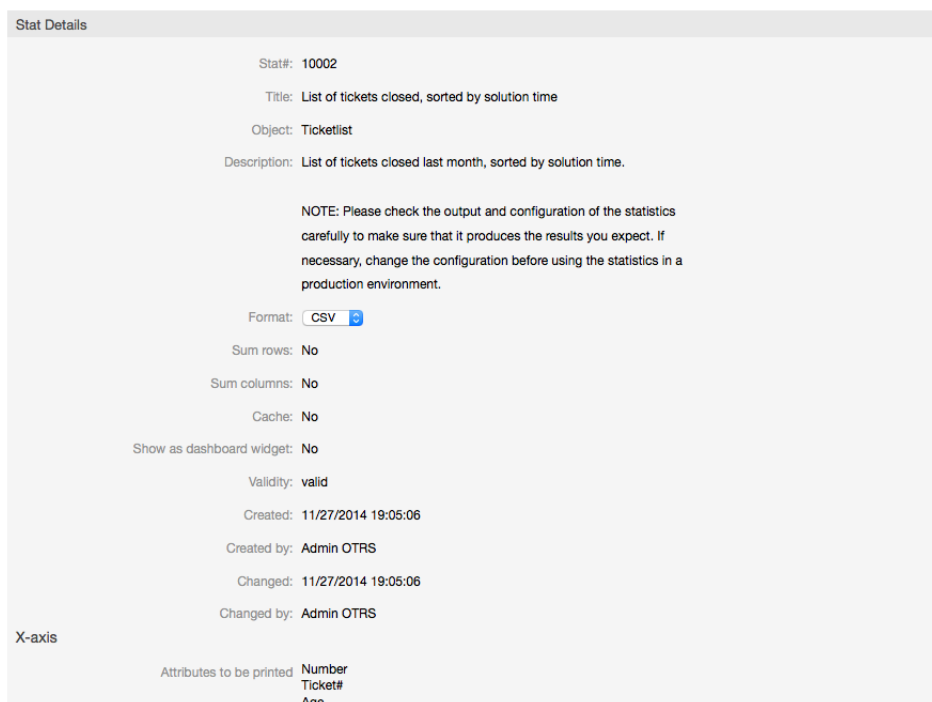 Stat Details
Stat#: 10002
Title: List of tickets closed, sorted by solution time
Object: Ticketlist
Description: List of tickets closed last month, sorted by solution time.
NOTE: Please check the output and configuration of the statistics
carefully to make sure that it produces the results you expect. If
necessary, change the configuration before using the statistics in a
production environment.
Format: CSV
Sum rows: No
Sum columns: No
Cache: No
Show as dashboard widget: No
Validity: valid
Created: 11/27/2014 19:05:06
Created by: Admin OTRS
Changed: 11/27/2014 19:05:06
Changed by: Admin OTRS
X-axis
Attributes to be printed Number
Ticket#
Age